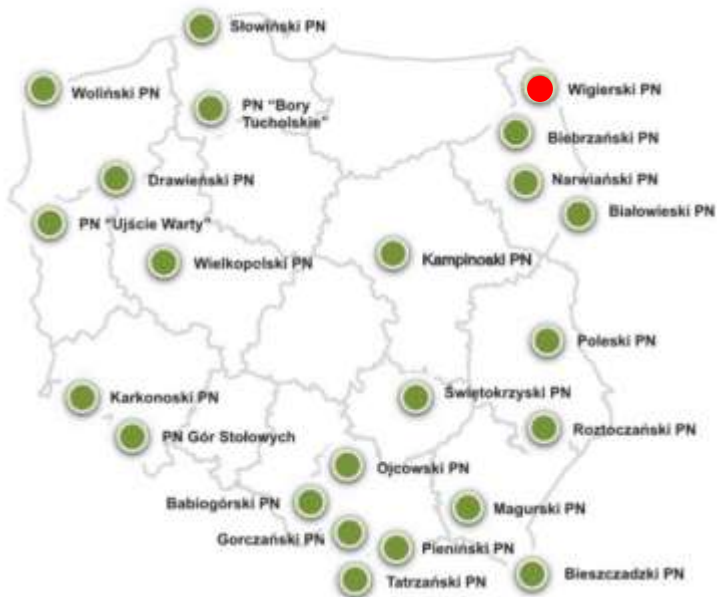 Słowiński PN
Woliński PN
Wigierski PN
PN "Bory
Tucholskie"
Biebrzański PN
Drawieński PN
Narwiański PN
Białowieski PN
PN "Ujście Warty"
Wielkopolski PN
Kampinoski PN
Poleski PN
Karkonoski PN
Świętokrzyski PN
Roztoczański PN
PN Gór Stołowych
Ojcowski PN
Babiogórski PN
Magurski PN
Gorczański PN
Pieniński PN
Bieszczadzki PN
Tatrzański PN